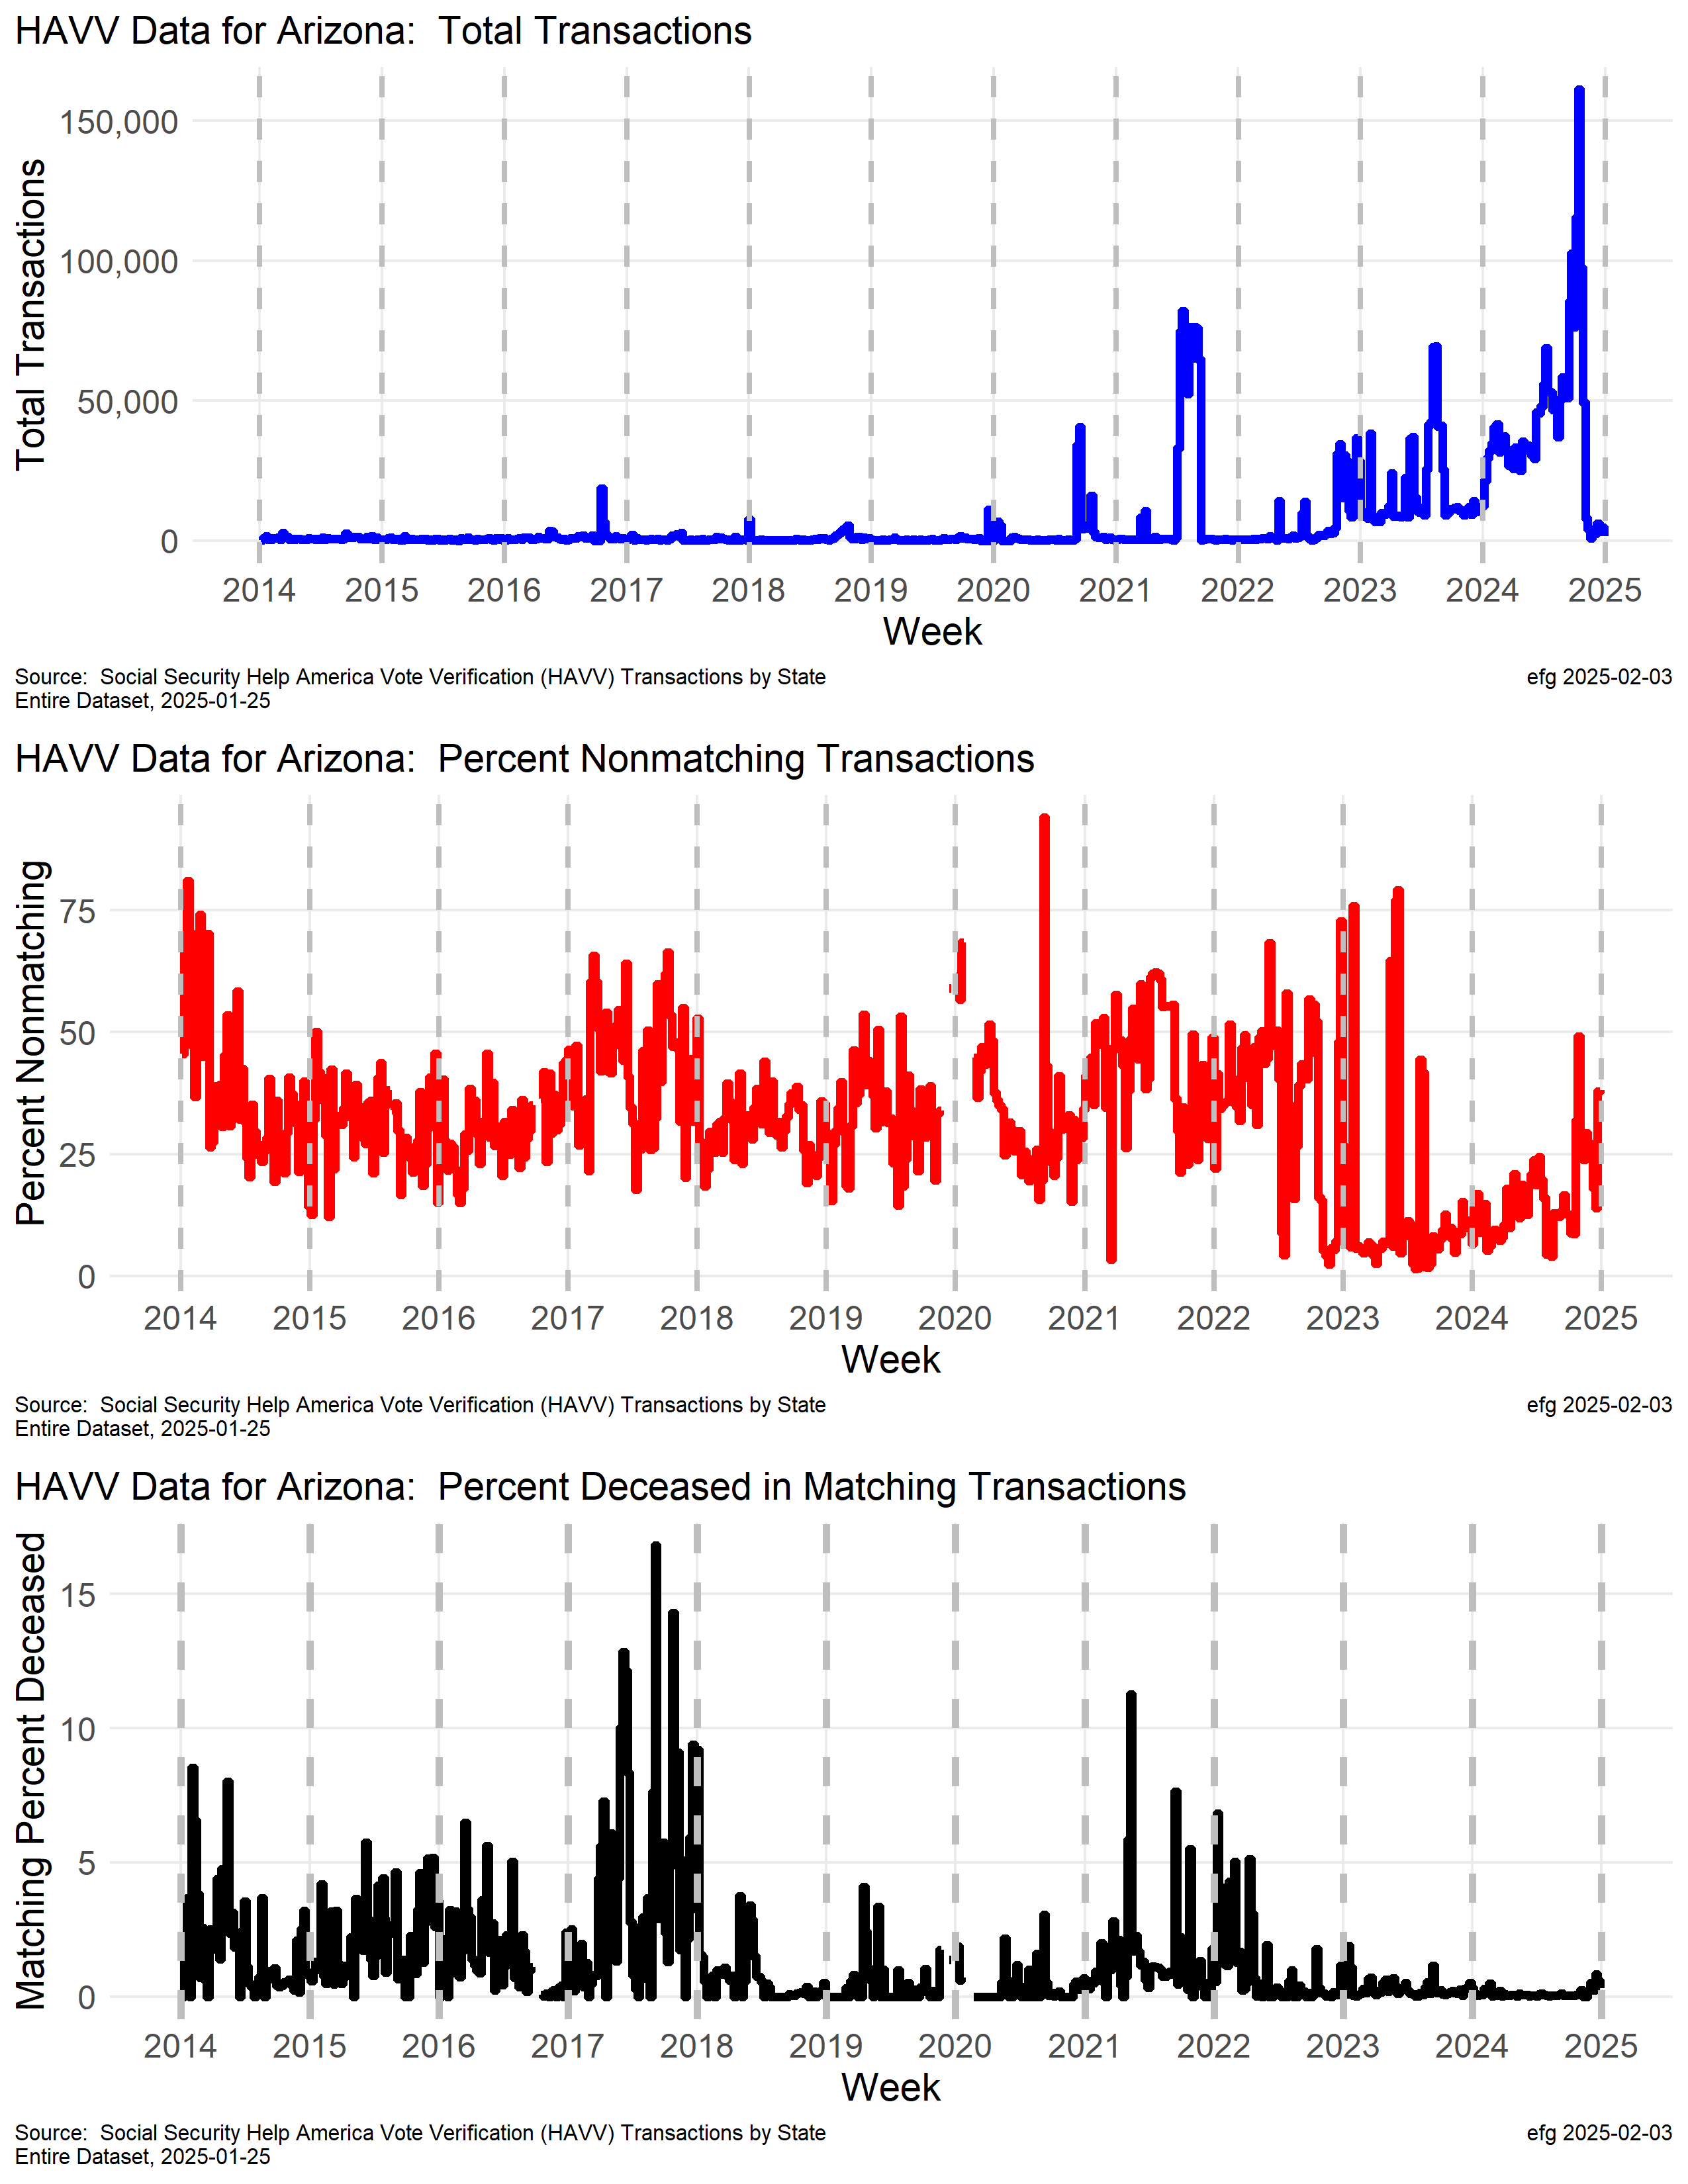 HAVV Data for Arizona:  Total Transactions
Total Transactions
150,000
100,000
50,000
0
2014 2015 2016 2017 2018 2019 2020 2021 2022 2023 2024 2025
Week
Source:  Social Security Help America Vote Verification (HAVV) Transactions by State
Entire Dataset, 2025-01-25
efg 2025-02-03
HAVV Data for Arizona:  Percent Nonmatching Transactions
Percent Nonmatching
75
50
25
0
2014 2015 2016 2017 2018 2019 2020 2021 2022 2023 2024 2025
Week
Source:  Social Security Help America Vote Verification (HAVV) Transactions by State
Entire Dataset, 2025-01-25
efg 2025-02-03
HAVV Data for Arizona:  Percent Deceased in Matching Transactions
Matching Percent Deceased
15
10
5
0
2014 2015 2016 2017 2018 2019 2020 2021 2022 2023 2024 2025
Week
Source:  Social Security Help America Vote Verification (HAVV) Transactions by State
Entire Dataset, 2025-01-25
efg 2025-02-03